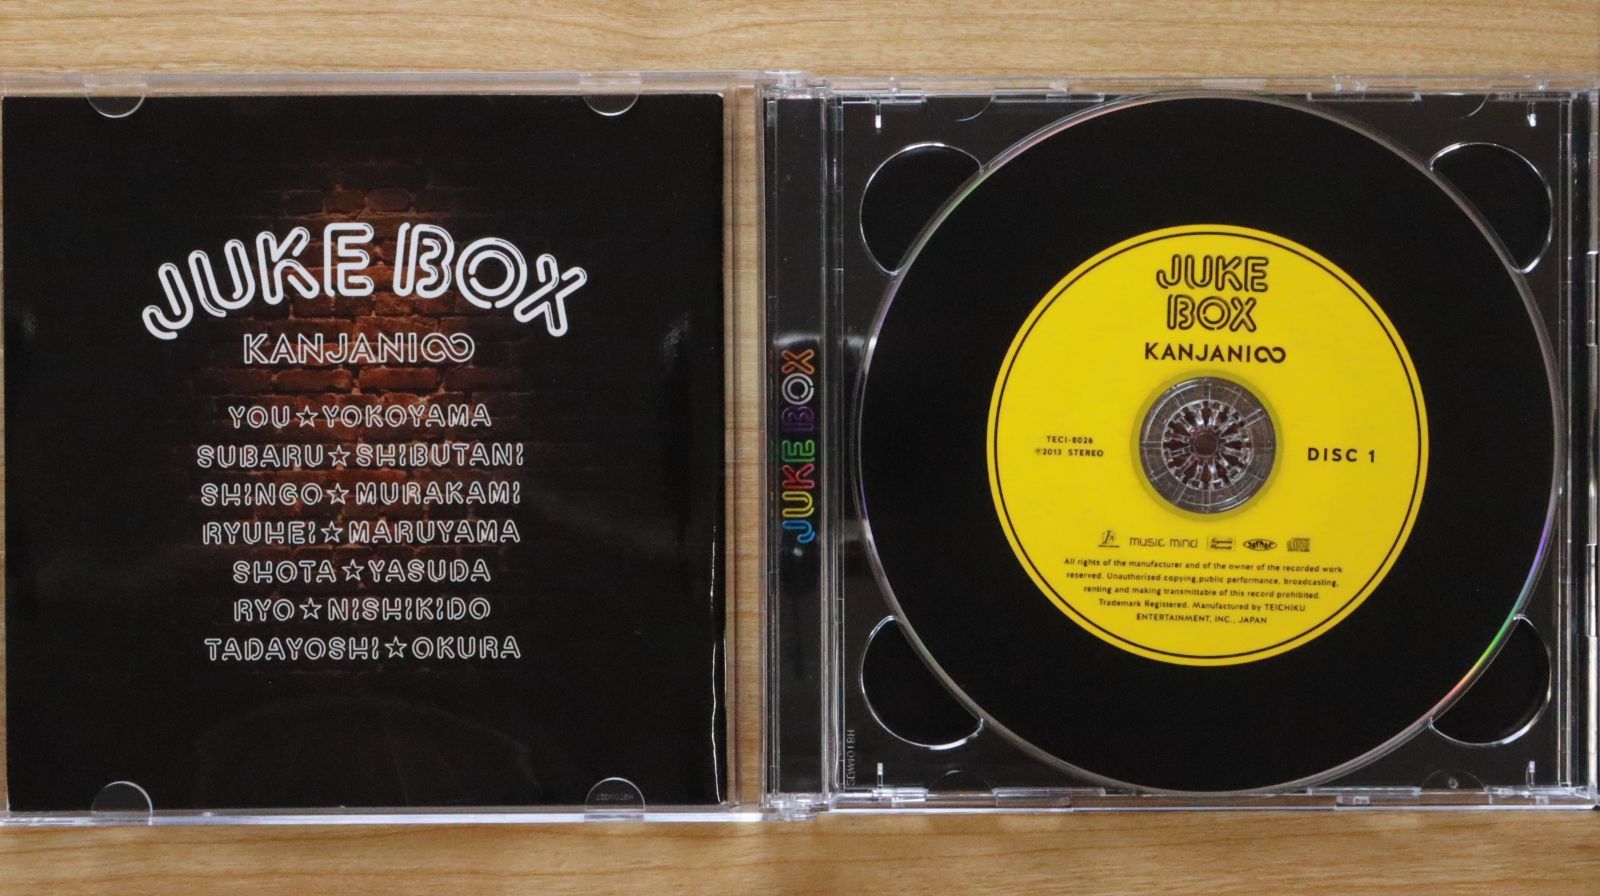 JUKE BOX
KANJANI∞
YOU☆YOKOYAMA
SUBARU☆SHIBUTANI
SHINGO☆MURAKAMI
RYUHEI☆MARUYAMA
SHOTA☆YASUDA
RYO☆NISHIKIDO
TADAYOSHI☆OKURA
JUKE BOX
JUKE
BOX
KANJANI∞
TECI-8026
℗2013 STEREO
DISC 1
music mind
All rights of the manufacturer and of the owner of the recorded work
reserved. Unauthorized copying,public performance, broadcasting,
renting and making transmittable of this record prohibited.
Trademark Registered. Manufactured by TEICHIKU
ENTERTAINMENT, INC., JAPAN